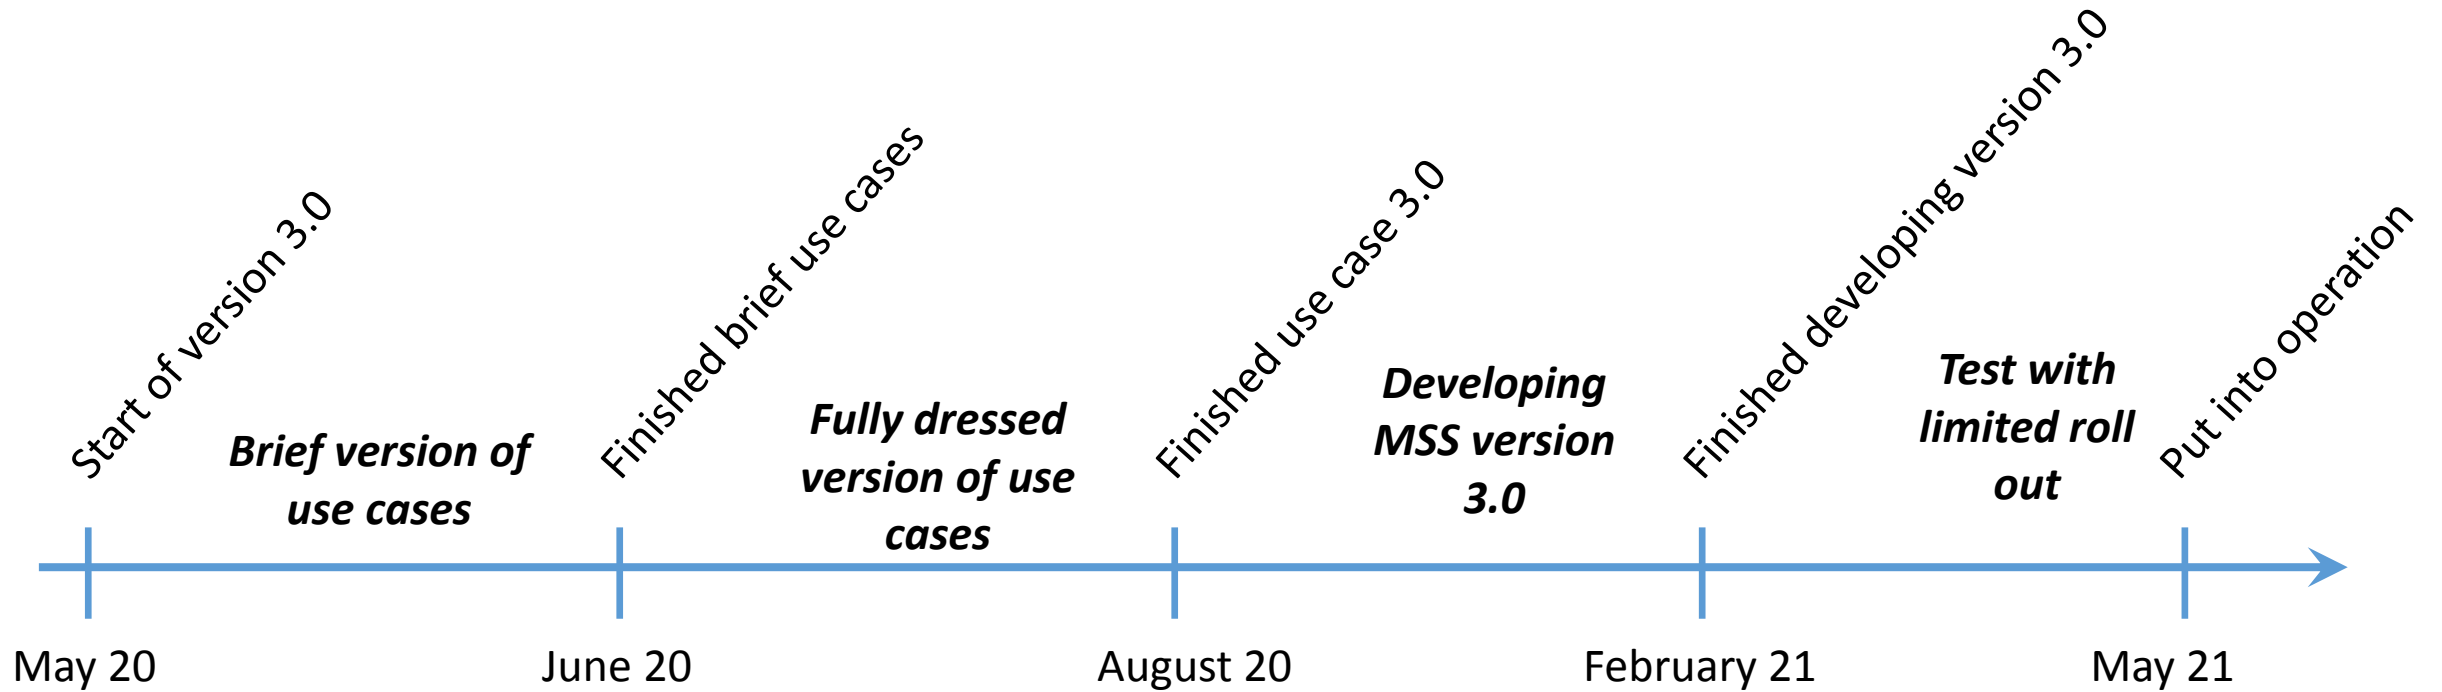 Start of version 3.0
Finished brief use cases
Finished use case 3.0
Finished developing version 3.0
Put into operation
Brief version of
use cases
Fully dressed
version of use
cases
Developing
MSS version
3.0
Test with
limited roll
out
May 20
June 20
August 20
February 21
May 21